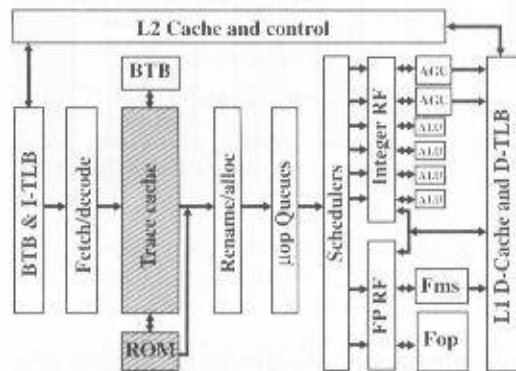 L2 Cache and control
BTB
BTB & I-TLB
Fetch/decode
Trace cache
ROM
Rename/alloc
µop Queues
Schedulers
Integer RF
FP RF
AGU
AGU
ALU
ALU
ALU
ALU
Fms
Fop
L1 D-Cache and D-TLB